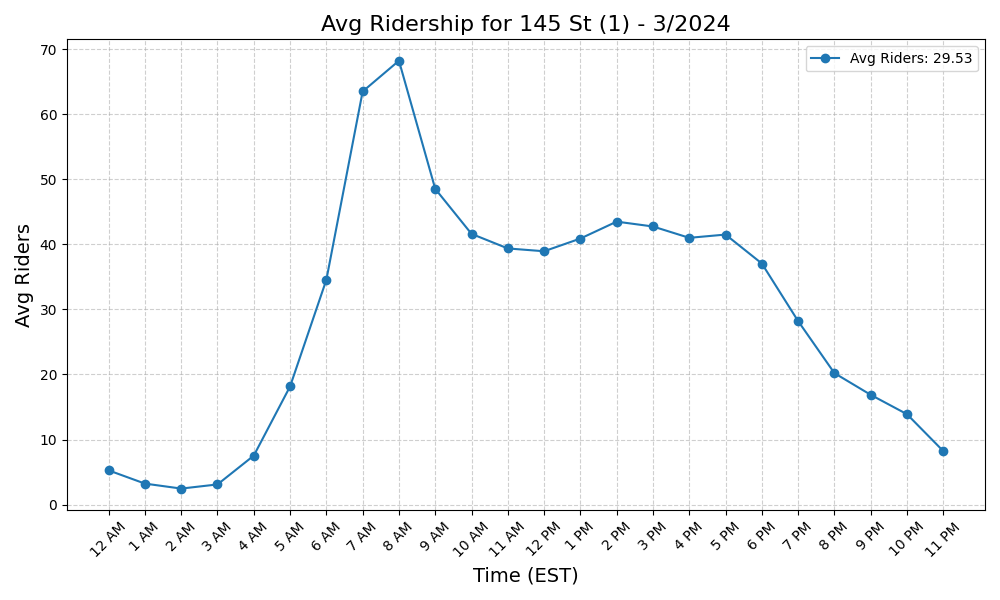 Avg Ridership for 145 St (1) - 3/2024
Avg Riders: 29.53
Avg Riders
70
60
50
40
30
20
10
0
12 AM
1 AM
2 AM
3 AM
4 AM
5 AM
6 AM
7 AM
8 AM
9 AM
10 AM
11 AM
12 PM
1 PM
2 PM
3 PM
4 PM
5 PM
6 PM
7 PM
8 PM
9 PM
10 PM
11 PM
Time (EST)